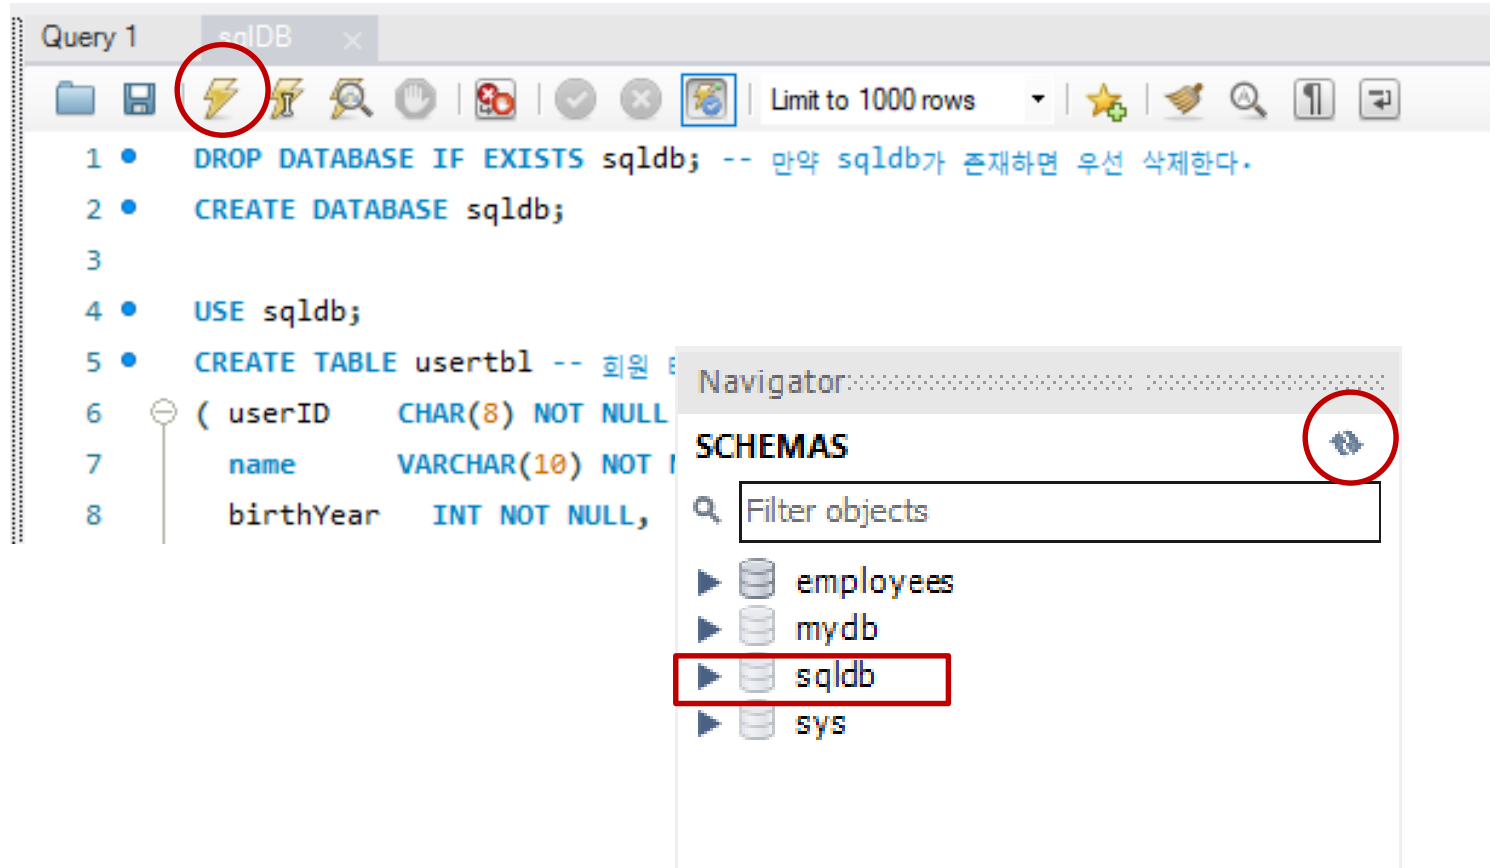 Query 1
sqlDB
Limit to 1000 rows
1 DROP DATABASE IF EXISTS sqldb; -- 만약 sqldb가 존재하면 우선 삭제한다.
2 CREATE DATABASE sqldb;
3
4 USE sqldb;
5 CREATE TABLE usertbl -- 회원
6 ( userID CHAR(8) NOT NULL
7 name VARCHAR(10) NOT
8 birthYear INT NOT NULL,
Navigator
SCHEMAS
Filter objects
employees
mydb
sqldb
sys